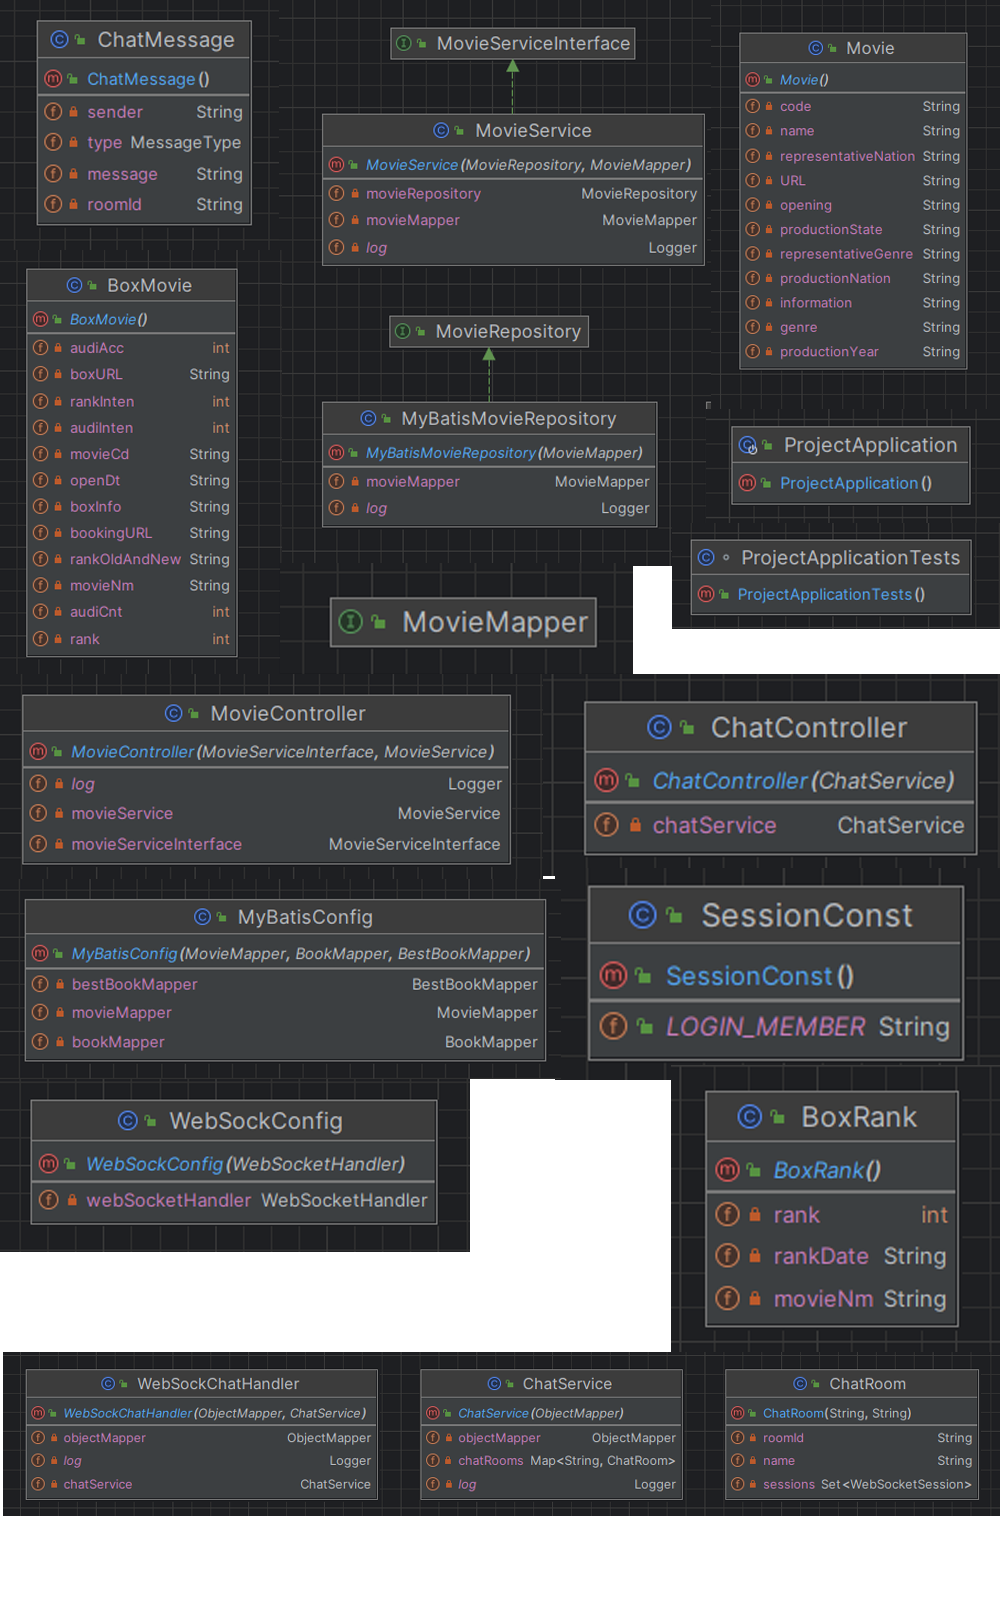 ChatMessage
ChatMessage()
sender String
type MessageType
message String
roomId String
MovieServiceInterface
MovieService
MovieService(MovieRepository, MovieMapper)
movieRepository MovieRepository
movieMapper MovieMapper
log Logger
Movie
Movie()
code String
name String
representativeNation String
URL String
opening String
productionState String
representativeGenre String
productionNation String
information String
genre String
productionYear String
BoxMovie
BoxMovie()
audiAcc int
boxURL String
rankInten int
audiInten int
movieCd String
openDt String
boxInfo String
bookingURL String
rankOldAndNew String
movieNm String
audiCnt int
rank int
MovieRepository
MyBatisMovieRepository
MyBatisMovieRepository(MovieMapper)
movieMapper MovieMapper
log Logger
ProjectApplication
ProjectApplication()
ProjectApplicationTests
ProjectApplicationTests()
MovieMapper
MovieController
MovieController(MovieServiceInterface, MovieService)
log Logger
movieService MovieService
movieServiceInterface MovieServiceInterface
ChatController
ChatController(ChatService)
chatService ChatService
MyBatisConfig
MyBatisConfig(MovieMapper, BookMapper, BestBookMapper)
bestBookMapper BestBookMapper
movieMapper MovieMapper
bookMapper BookMapper
SessionConst
SessionConst()
LOGIN_MEMBER String
WebSockConfig
WebSockConfig(WebSocketHandler)
webSocketHandler WebSocketHandler
BoxRank
BoxRank()
rank int
rankDate String
movieNm String
WebSockChatHandler
WebSockChatHandler(ObjectMapper, ChatService)
objectMapper ObjectMapper
log Logger
chatService ChatService
ChatService
ChatService(ObjectMapper)
objectMapper ObjectMapper
chatRooms Map<String, ChatRoom>
log Logger
ChatRoom
ChatRoom(String, String)
roomId String
name String
sessions Set<WebSocketSession>